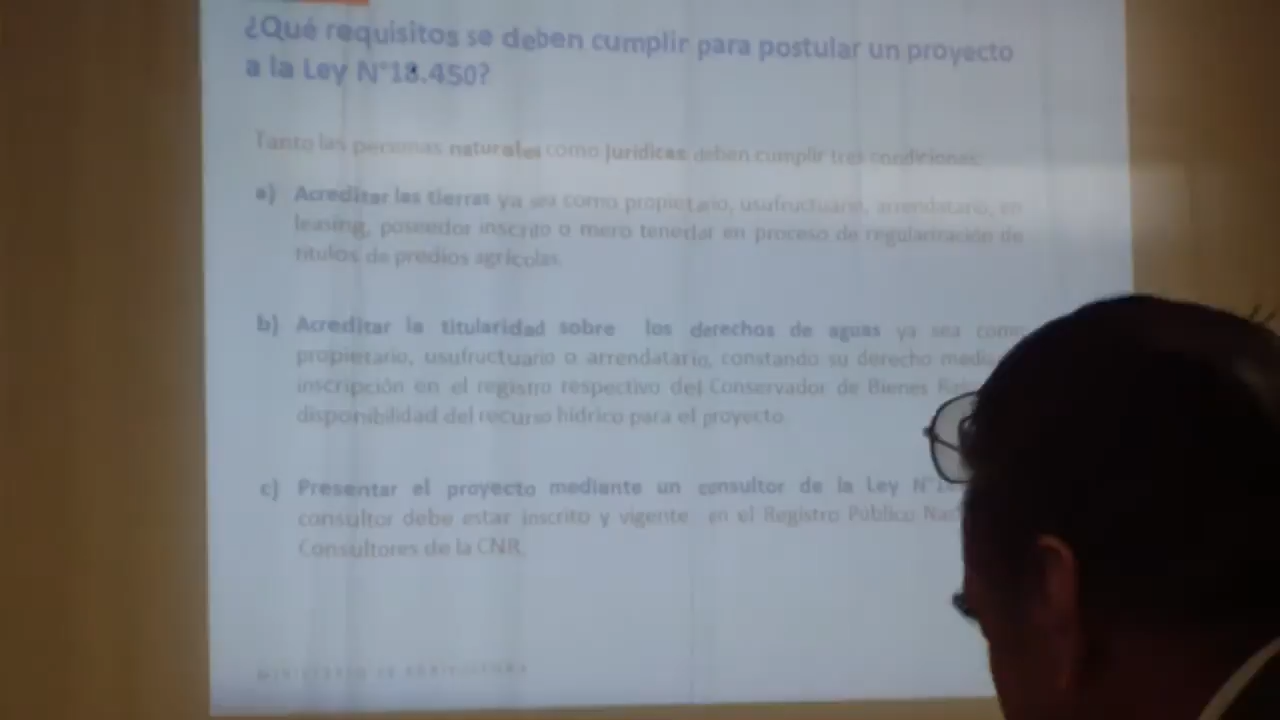 ¿Qué requisitos se deben cumplir para postular un proyecto
a la Ley N°18.450?
Tanto las personas naturales como jurídicas deben cumplir tres condiciones:
a) Acreditar las tierras ya sea como propietario, usufructuario, arrendatario, en
leasing, poseedor inscrito o mero tenedor en proceso de regularización de
títulos de predios agrícolas.
b) Acreditar la titularidad sobre los derechos de aguas ya sea como
propietario, usufructuario o arrendatario, constando su derecho
inscripción en el registro respectivo del Conservador de Bienes
disponibilidad del recurso hídrico para el proyecto.
c) Presentar el proyecto mediante un consultor de la Ley
consultor debe estar inscrito y vigente en el Registro Público
Consultores de la CNR.
MINISTERIO DE AGRICULTURA